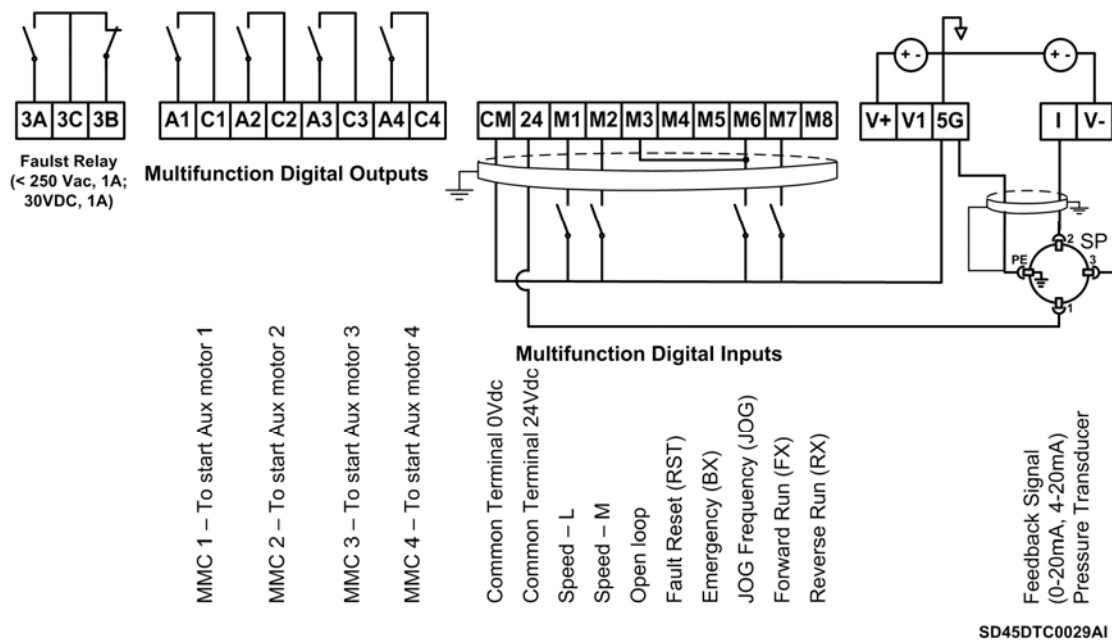 + -
+ -
3A 3C 3B
A1 C1 A2 C2 A3 C3 A4 C4
CM 24 M1 M2 M3 M4 M5 M6 M7 M8
V+ V1 5G
I V-
Faulst Relay
(< 250 Vac, 1A;
30VDC, 1A)
Multifunction Digital Outputs
2
SP
PE
3
1
Multifunction Digital Inputs
MMC 1 – To start Aux motor 1
MMC 2 – To start Aux motor 2
MMC 3 – To start Aux motor 3
MMC 4 – To start Aux motor 4
Common Terminal 0Vdc
Common Terminal 24Vdc
Speed – L
Speed – M
Open loop
Fault Reset (RST)
Emergency (BX)
JOG Frequency (JOG)
Forward Run (FX)
Reverse Run (RX)
Feedback Signal
(0-20mA, 4-20mA)
Pressure Transducer
SD45DTC0029AI